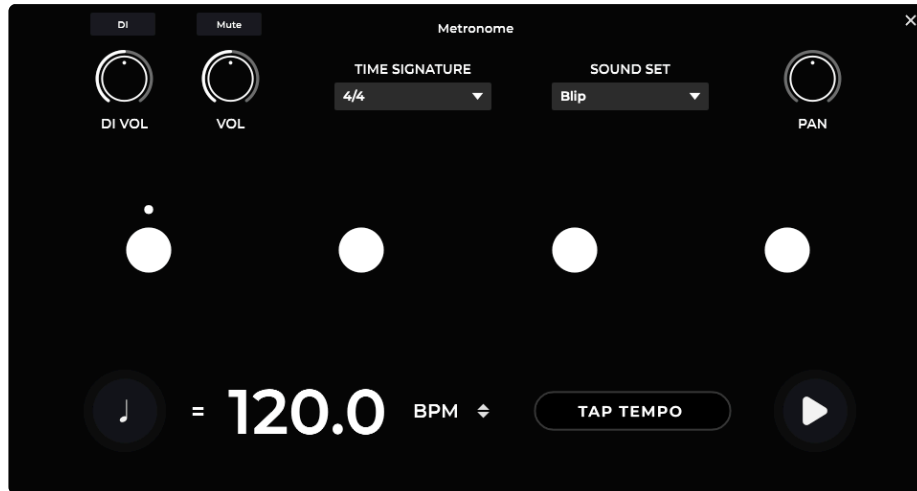 DI
Mute
Metronome
TIME SIGNATURE
SOUND SET
4/4
Blip
DI VOL
VOL
PAN
= 120.0 BPM
TAP TEMPO